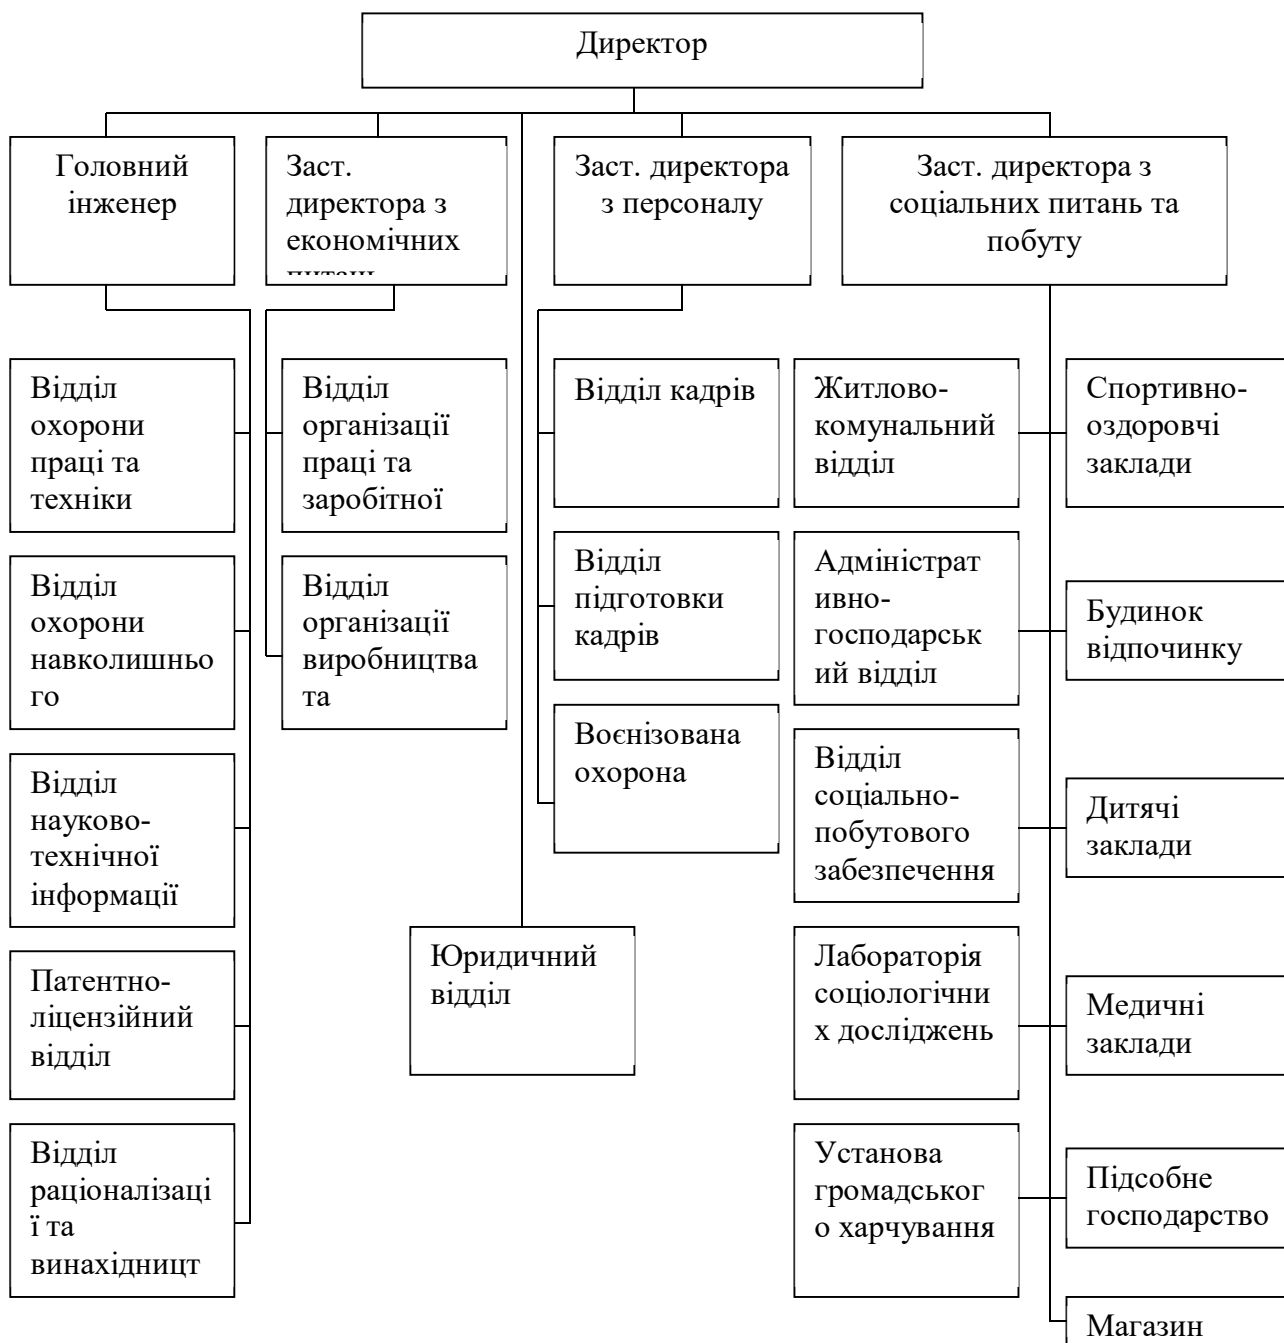 Директор
Головний
інженер
Заст.
директора з
економічних
питань
Заст. директора
з персоналу
Заст. директора з
соціальних питань та
побуту
Відділ
охорони
праці та
техніки
Відділ
охорони
навколишньо
го
Відділ
науково-
технічної
інформації
Патентно-
ліцензійний
відділ
Відділ
раціоналізаці
ї та
винахідницт
Відділ
організації
праці та
заробітної
Відділ
організації
виробництва
та
Юридичний
відділ
Відділ кадрів
Відділ
підготовки
кадрів
Воєнізована
охорона
Житлово-
комунальний
відділ
Адміністрат
ивно-
господарськ
ий відділ
Відділ
соціально-
побутового
забезпечення
Лабораторія
соціологічни
х досліджень
Установа
громадськог
о харчування
Спортивно-
оздоровчі
заклади
Будинок
відпочинку
Дитячі
заклади
Медичні
заклади
Підсобне
господарство
Магазин